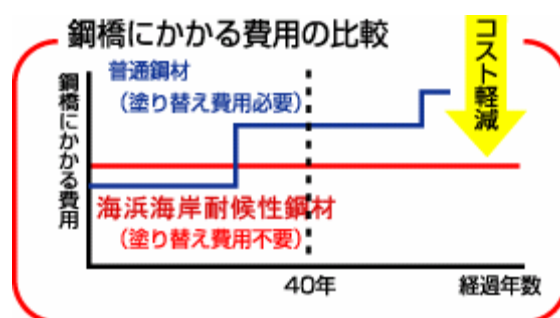 鋼橋にかかる費用の比較
コスト軽減
鋼橋にかかる費用
普通鋼材
(塗り替え費用必要)
海浜海岸耐候性鋼材
(塗り替え費用不要)
40年
経過年数